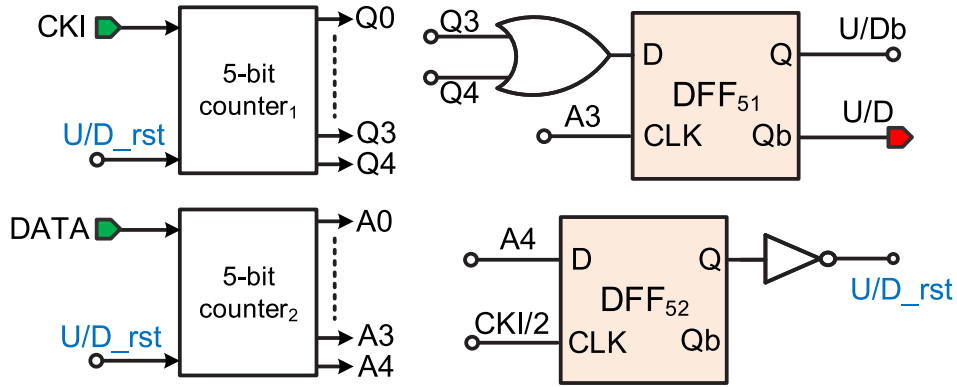 CKI
U/D_rst
5-bit
counter1
Q0
Q3
Q4
Q3
Q4
A3
D
CLK
DFF51
Q
Qb
U/Db
U/D
DATA
U/D_rst
5-bit
counter2
A0
A3
A4
A4
CKI/2
D
CLK
DFF52
Q
Qb
U/D_rst